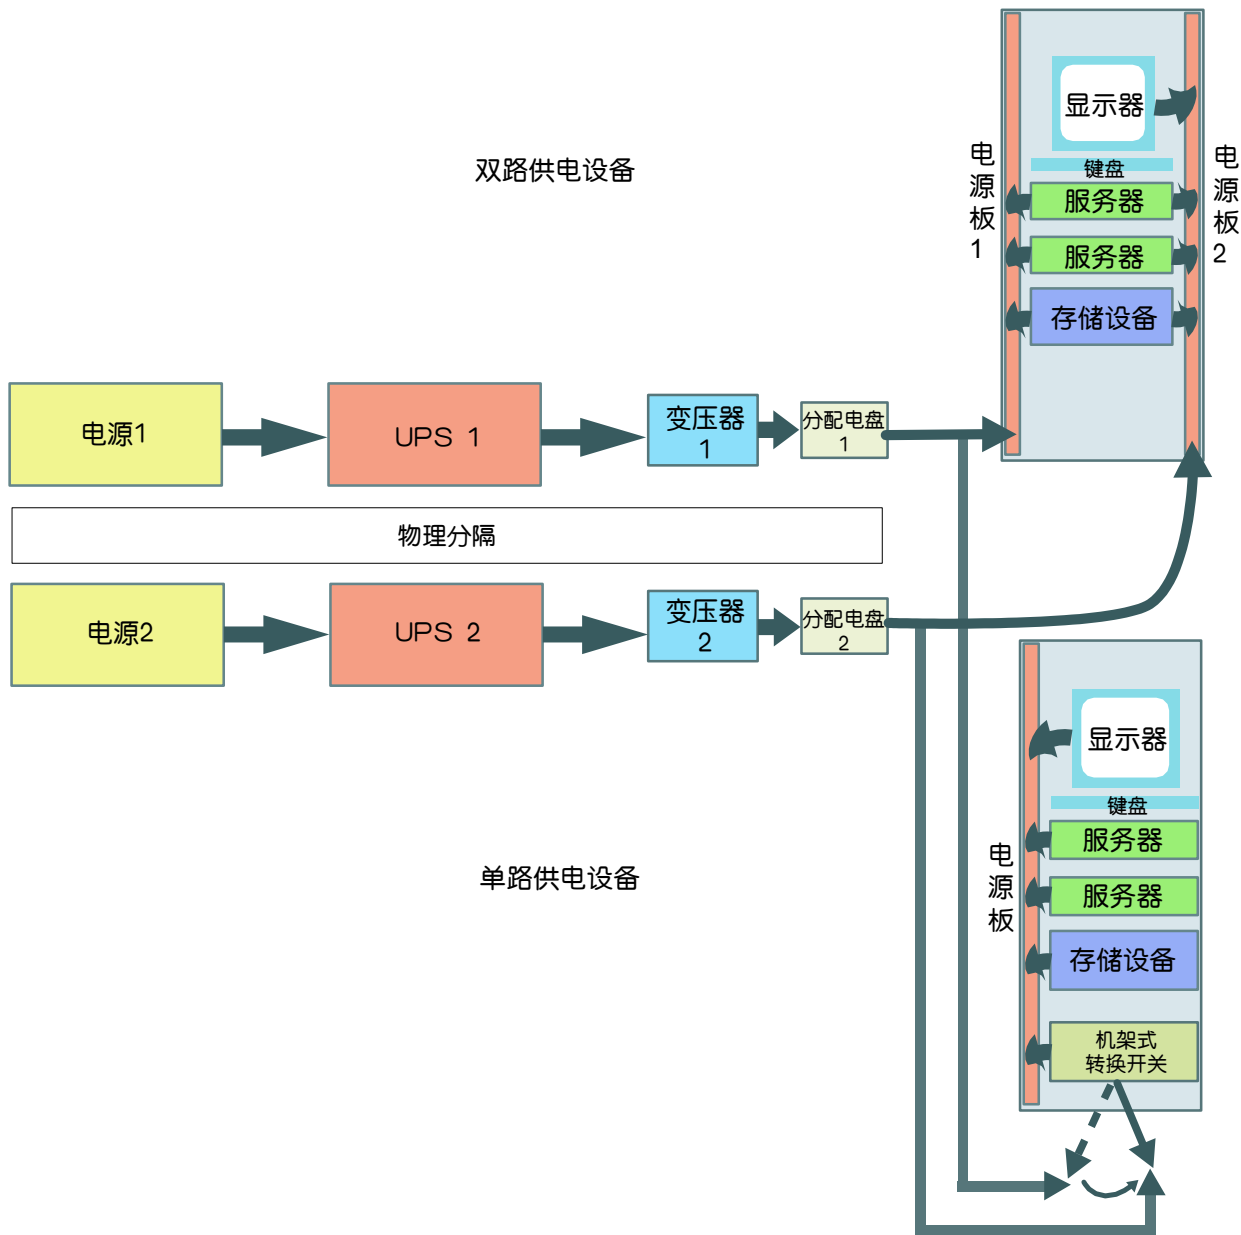 显示器
键盘
服务器
服务器
存储设备
电
源
板
1
电
源
板
2
双路供电设备
电源1
UPS 1
变压器
1
分配电盘
1
物理分隔
电源2
UPS 2
变压器
2
分配电盘
2
单路供电设备
显示器
键盘
服务器
服务器
存储设备
机架式
转换开关
电
源
板